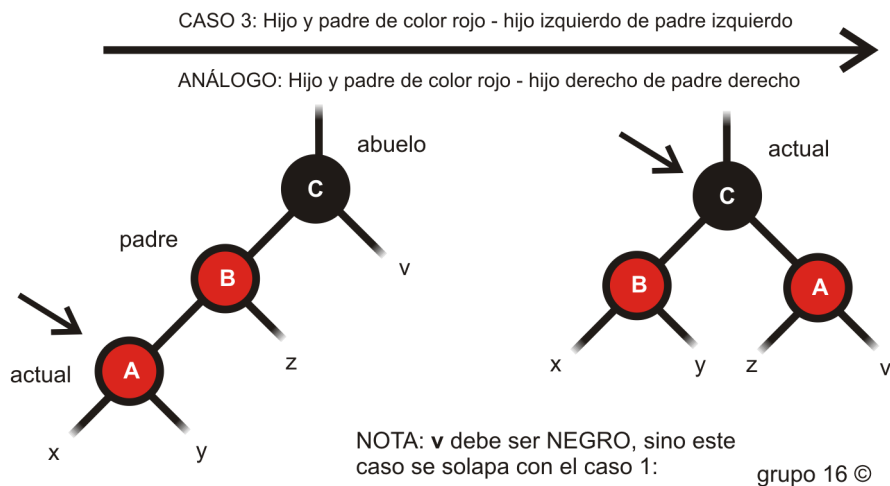 CASO 3: Hijo y padre de color rojo - hijo izquierdo de padre izquierdo
ANÁLOGO: Hijo y padre de color rojo - hijo derecho de padre derecho
abuelo
C
padre
B
v
actual
A
z
x
y
actual
C
B
A
x
y
z
v
NOTA: v debe ser NEGRO, sino este
caso se solapa con el caso 1:
grupo 16 ©